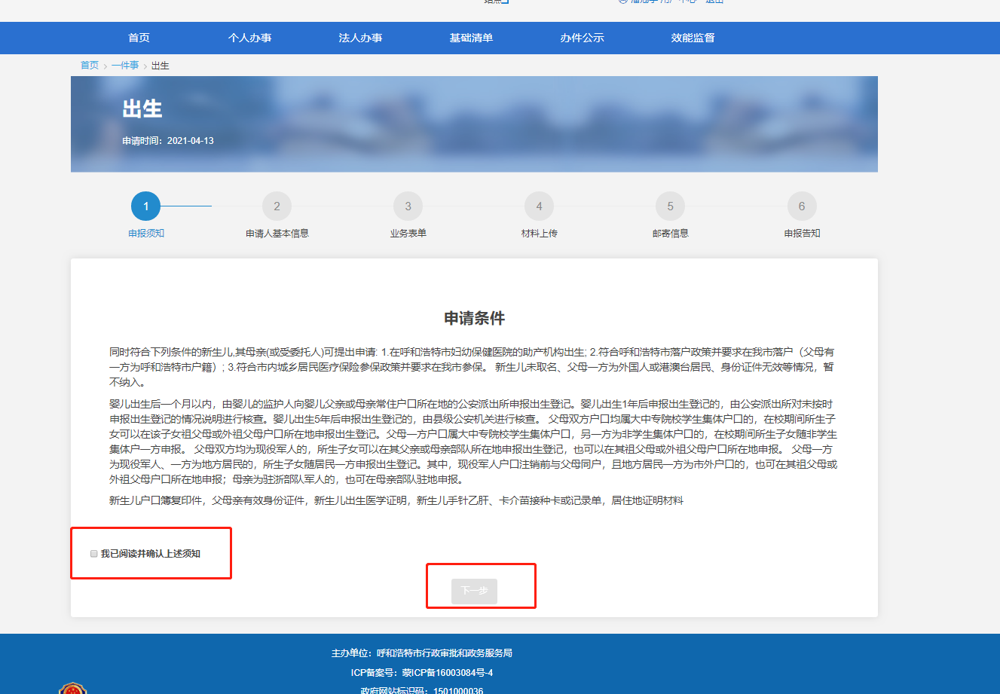 首页 个人办事 法人办事 基础清单 办件公示 效能监督
首页 > 一件事 > 出生
出生
申请时间：2021-04-13
1 2 3 4 5 6
申报须知 申请人基本信息 业务表单 材料上传 邮寄信息 申报告知
申请条件
同时符合下列条件的新生儿,其母亲(或受委托人)可提出申请: 1.在呼和浩特市妇幼保健医院的助产机构出生; 2.符合呼和浩特市落户政策并要求在我市落户（父母有
一方为呼和浩特市户籍）; 3.符合市内城乡居民医疗保险参保政策并要求在我市参保。 新生儿未取名、父母一方为外国人或港澳台居民、身份证件无效等情况，暂
不纳入。
婴儿出生后一个月以内，由婴儿的监护人向婴儿父亲或母亲常住户口所在地的公安派出所申报出生登记。婴儿出生1年后申报出生登记的，由公安派出所对未按时
申报出生登记的情况说明进行核查。婴儿出生5年后申报出生登记的，由县级公安机关进行核查。 父母双方户口均属大中专院校学生集体户口的，在校期间所生子
女可以在该子女祖父母或外祖父母户口所在地申报出生登记。父母一方户口属大中专院校学生集体户口，另一方为非学生集体户口的，在校期间所生子女随非学生
集体户一方申报。 父母双方均为现役军人的，所生子女可以在其父亲或母亲部队所在地申报出生登记，也可以在其祖父母或外祖父母户口所在地申报。 父母一方
为现役军人、一方为地方居民的，所生子女随居民一方申报出生登记。其中，现役军人户口注销前与父母同户，且地方居民一方为市外户口的，也可在其祖父母或
外祖父母户口所在地申报；母亲为驻浙部队军人的，也可在母亲部队驻地申报。
新生儿户口簿复印件，父母亲有效身份证件，新生儿出生医学证明，新生儿手针乙肝、卡介苗接种卡或记录单，居住地证明材料
我已阅读并确认上述须知
下一步
主办单位：呼和浩特市行政审批和政务服务局
ICP备案号：蒙ICP备16003084号-4
政府网站标识码：1501000036